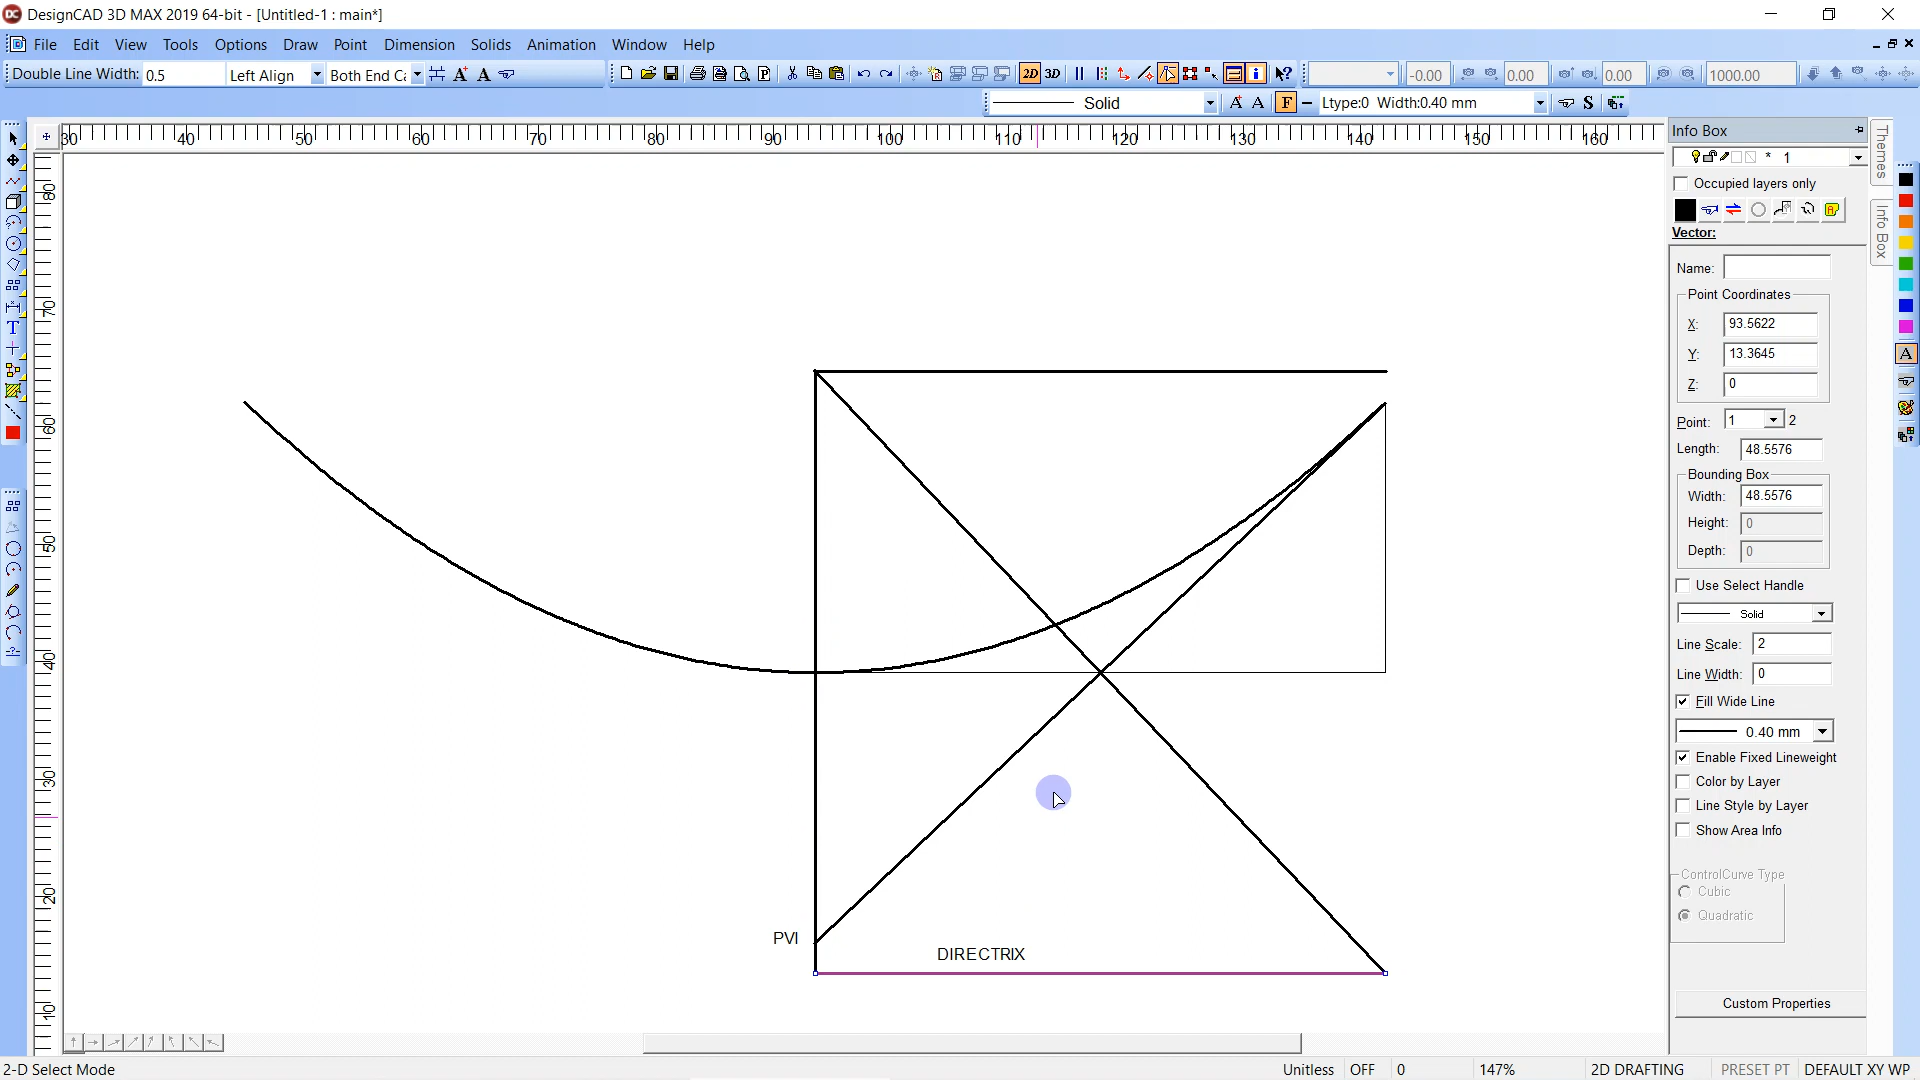 DesignCAD 3D MAX 2019 64-bit - [Untitled-1 : main*]
File Edit View Tools Options Draw Point Dimension Solids Animation Window Help
Double Line Width: 0.5 Left Align Both End Ca 2D 3D -0.00 0.00 0.00 1000.00
Solid F Ltype:0 Width:0.40 mm S
30 40 50 60 70 80 90 100 110 120 130 140 150 160
80
70
60
50
40
30
20
10
PVI
DIRECTRIX
Info Box
* 1
Occupied layers only
Vector:
Name:
Point Coordinates
X: 93.5622
Y: 13.3645
Z: 0
Point: 1 2
Length: 48.5576
Bounding Box
Width: 48.5576
Height: 0
Depth: 0
Use Select Handle
Solid
Line Scale: 2
Line Width: 0
Fill Wide Line
0.40 mm
Enable Fixed Lineweight
Color by Layer
Line Style by Layer
Show Area Info
ControlCurve Type
Cubic
Quadratic
Custom Properties
Themes
Info Box
2-D Select Mode Unitless OFF 0 147% 2D DRAFTING PRESET PT DEFAULT XY WP